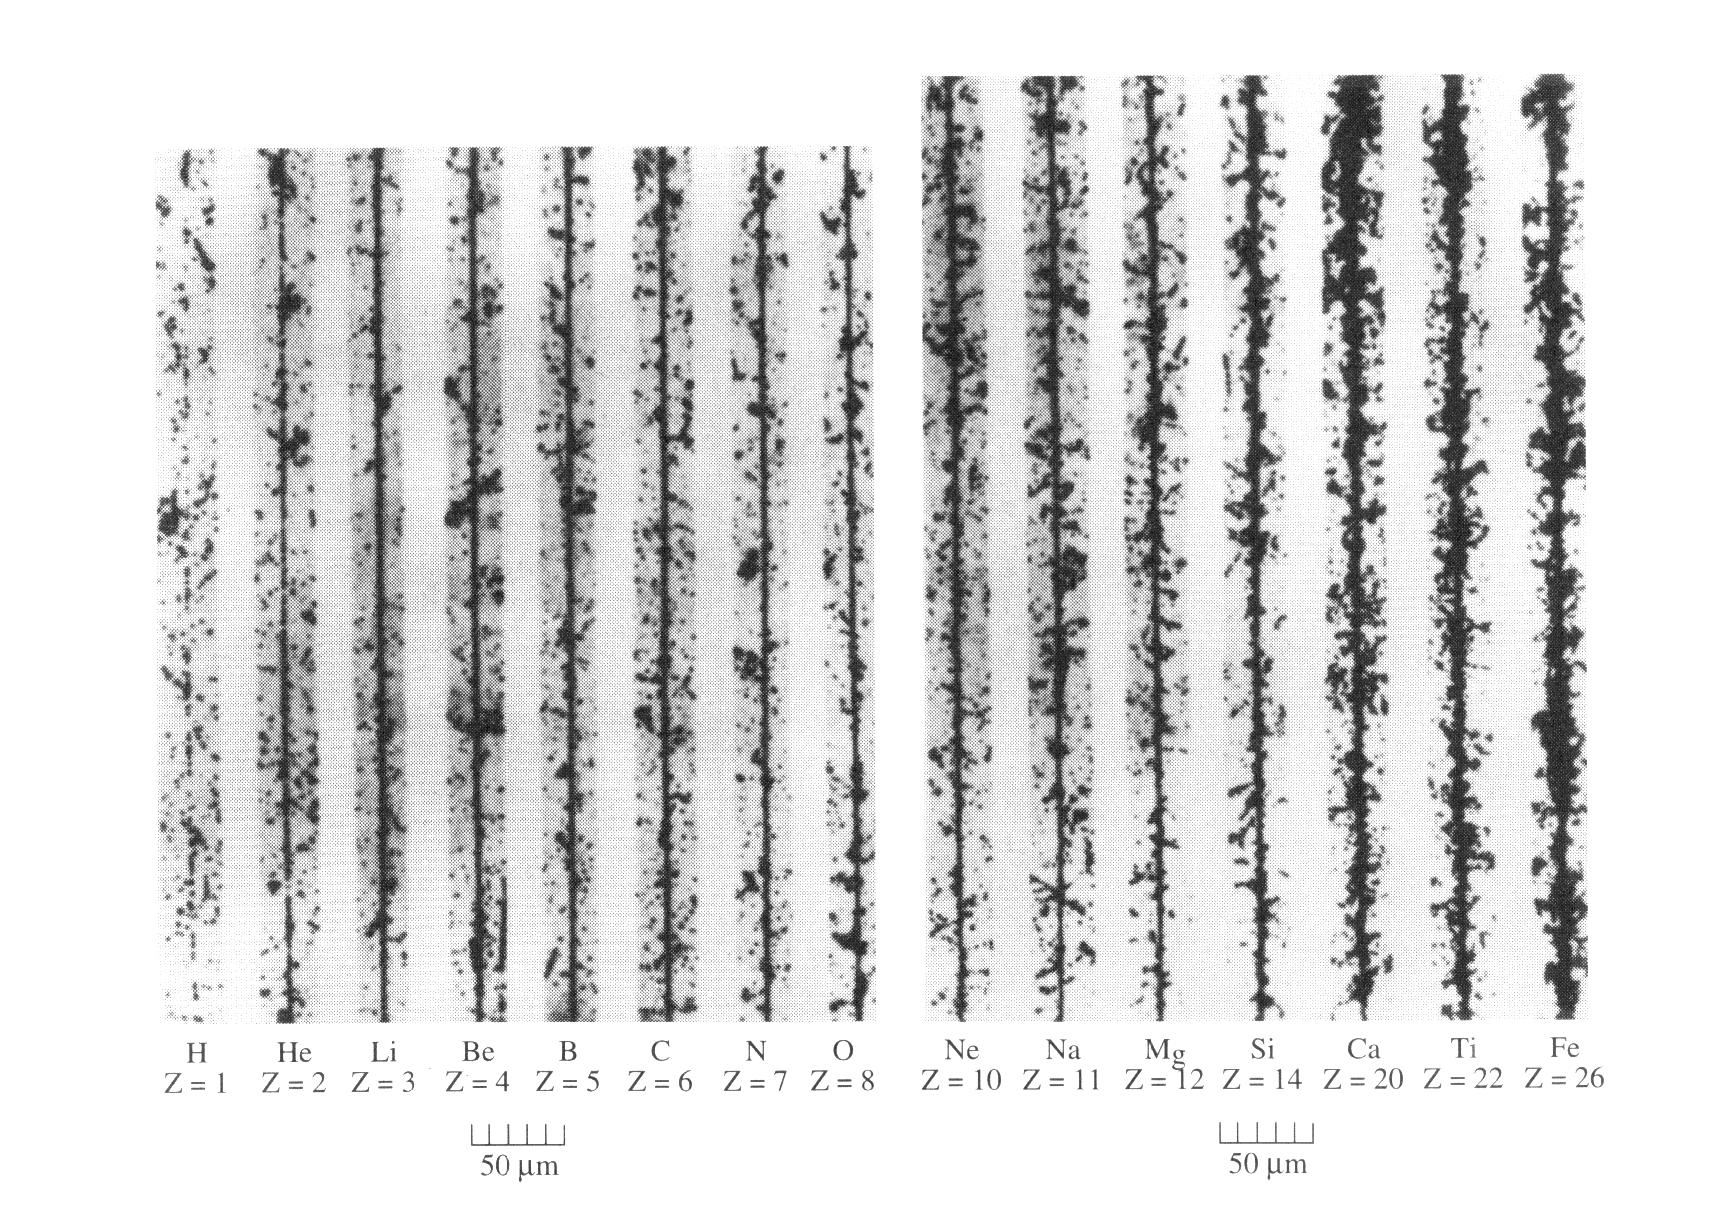 H He Li Be B C N O
Z = 1 Z = 2 Z = 3 Z = 4 Z = 5 Z = 6 Z = 7 Z = 8
50 μm
Ne Na Mg Si Ca Ti Fe
Z = 10 Z = 11 Z = 12 Z = 14 Z = 20 Z = 22 Z = 26
50 μm